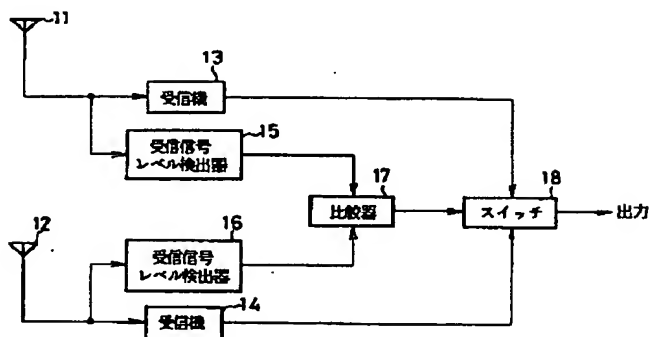 11
13
受信機
15
受信信号
レベル検出器
17
比較器
18
スイッチ
出力
12
16
受信信号
レベル検出器
14
受信機